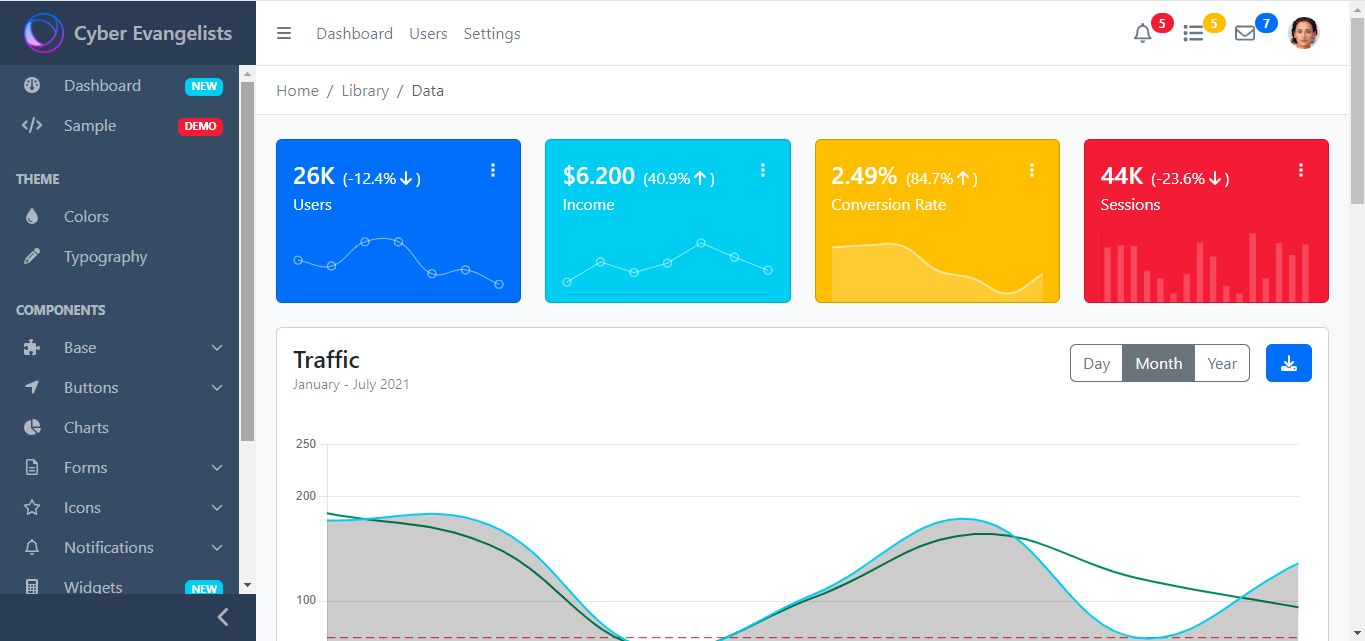 Cyber Evangelists
Dashboard NEW
Sample DEMO
THEME
Colors
Typography
COMPONENTS
Base
Buttons
Charts
Forms
Icons
Notifications
Widgets NEW
Dashboard Users Settings
5 5 7
Home / Library / Data
26K (-12.4% )
Users
$6.200 (40.9% )
Income
2.49% (84.7% )
Conversion Rate
44K (-23.6% )
Sessions
Traffic
January - July 2021
Day Month Year
250
200
100